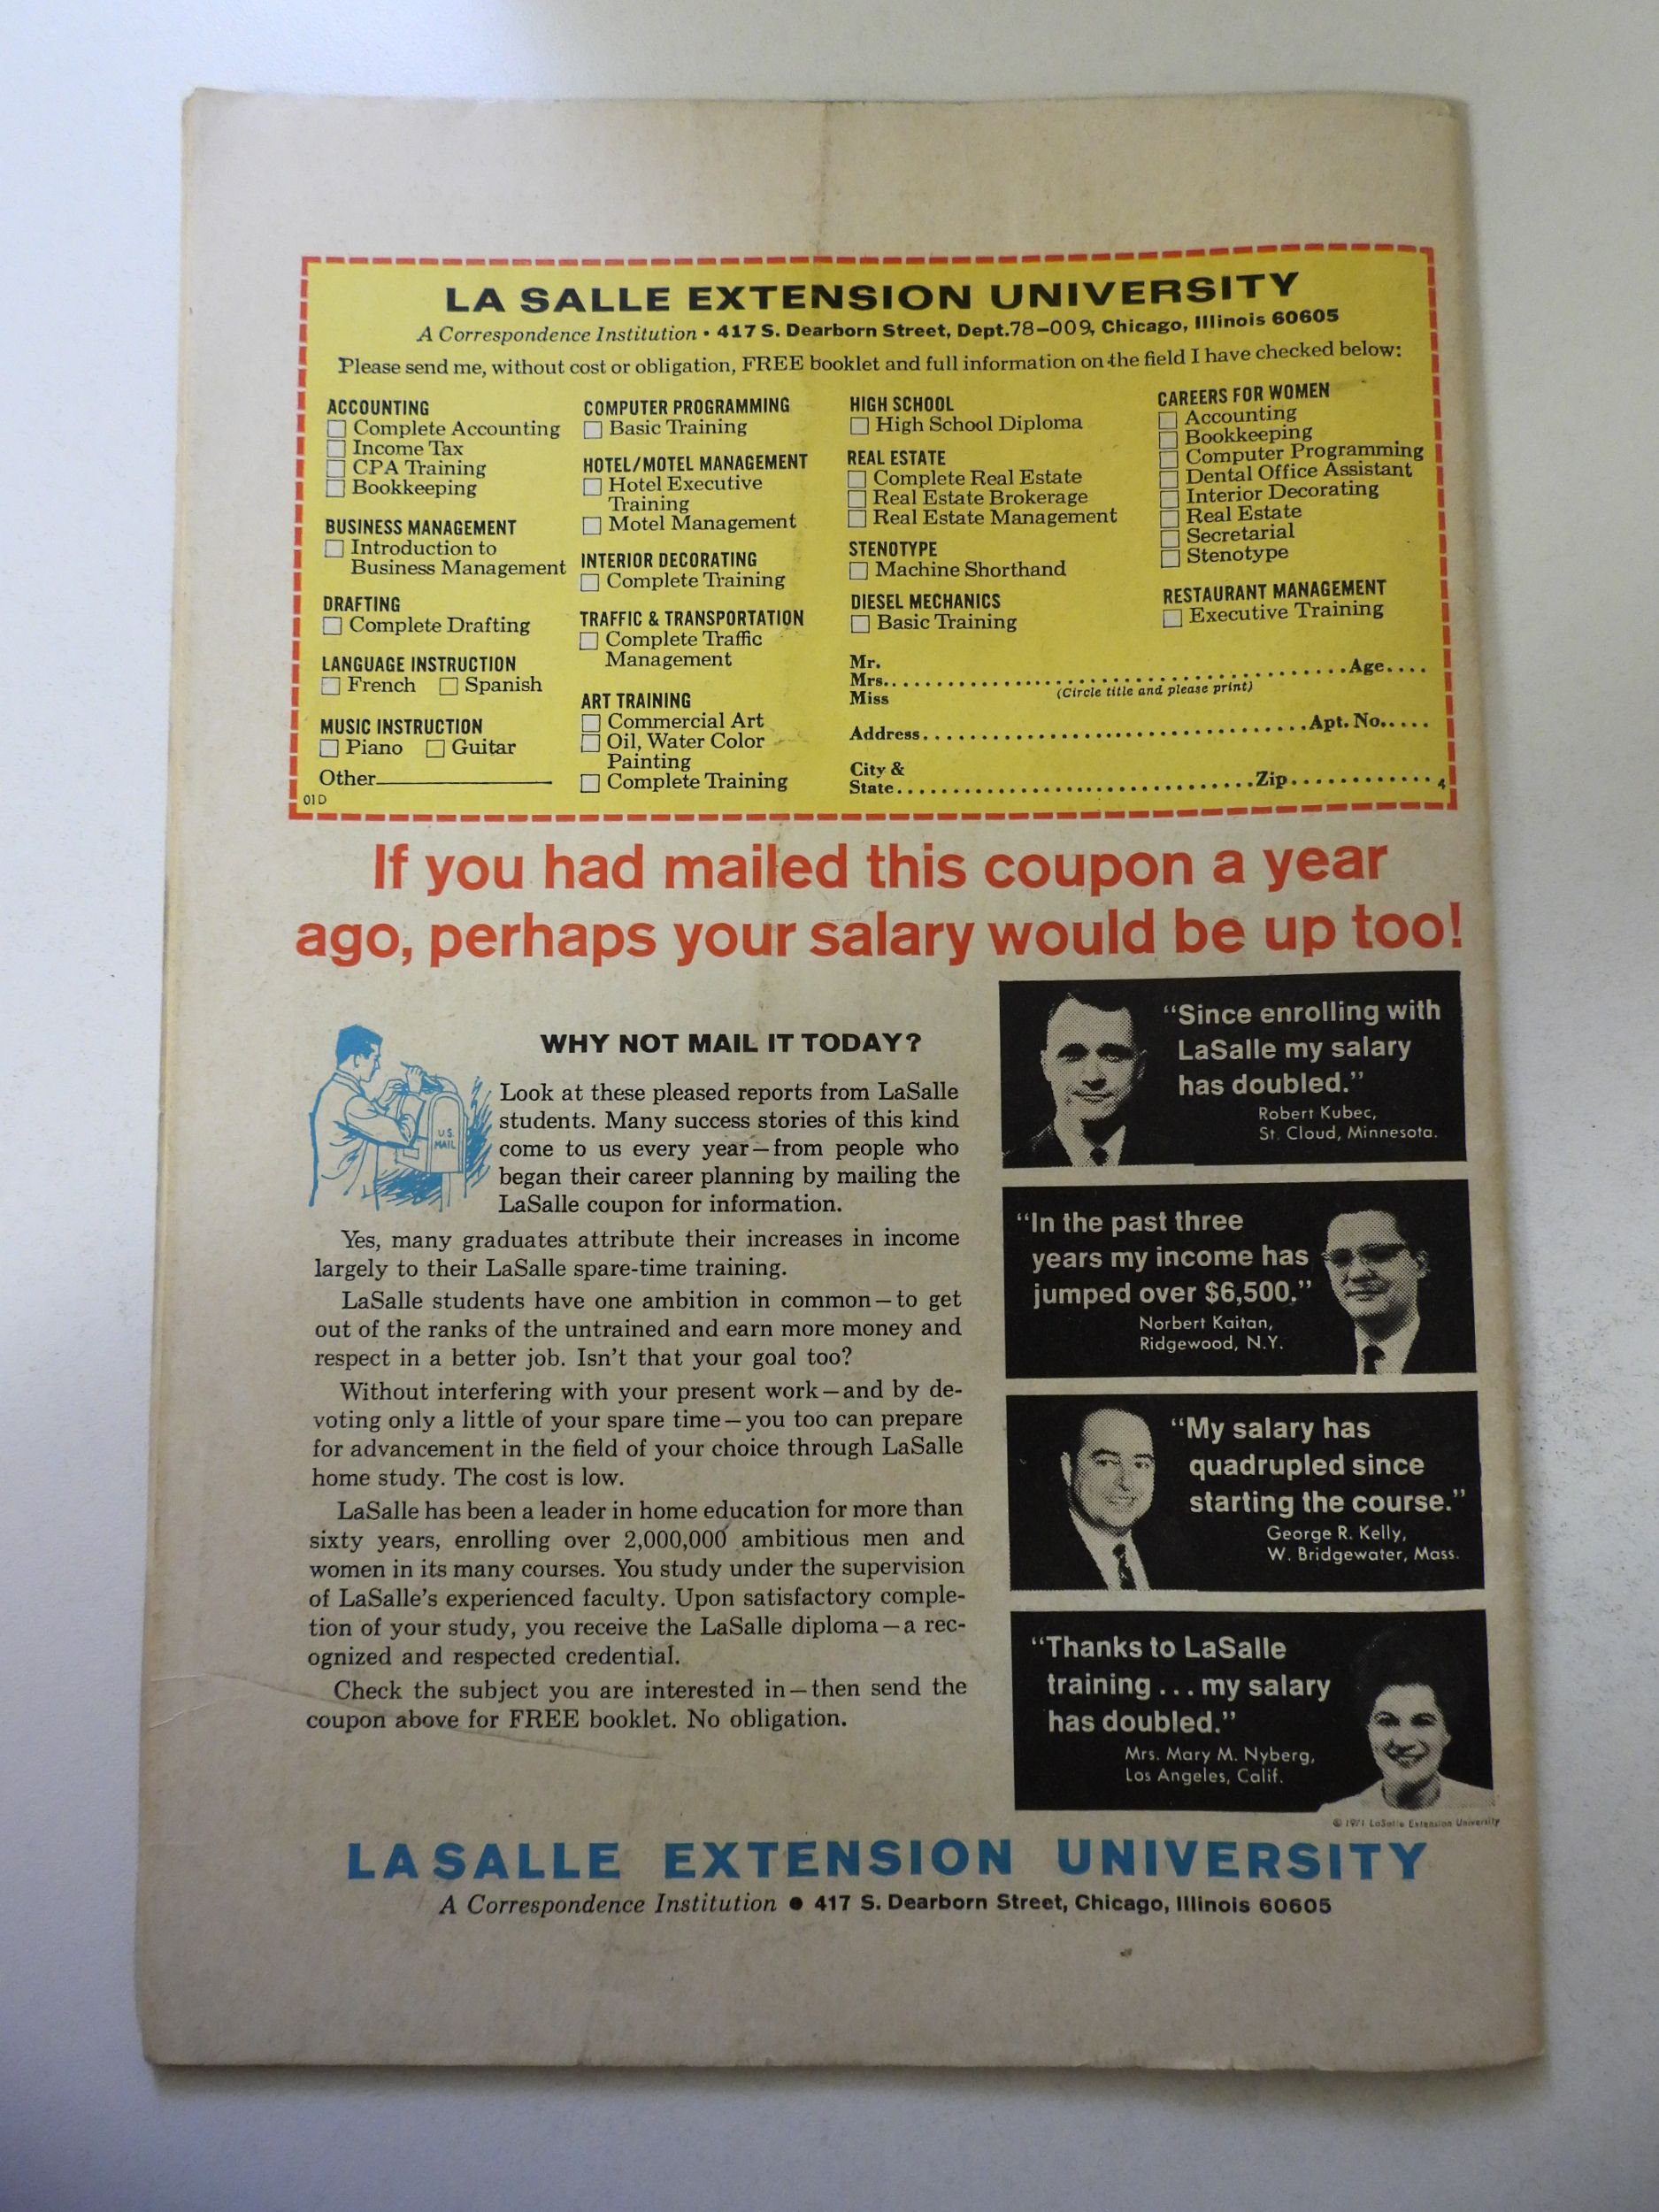 LA SALLE EXTENSION UNIVERSITY
A Correspondence Institution • 417 S. Dearborn Street, Dept.78-009, Chicago, Illinois 60605
Please send me, without cost or obligation, FREE booklet and full information on the field I have checked below:
ACCOUNTING
Complete Accounting
Income Tax
CPA Training
Bookkeeping
BUSINESS MANAGEMENT
Introduction to
Business Management
DRAFTING
Complete Drafting
LANGUAGE INSTRUCTION
French Spanish
MUSIC INSTRUCTION
Piano Guitar
Other
01D
COMPUTER PROGRAMMING
Basic Training
HOTEL/MOTEL MANAGEMENT
Hotel Executive
Training
Motel Management
INTERIOR DECORATING
Complete Training
TRAFFIC & TRANSPORTATION
Complete Traffic
Management
ART TRAINING
Commercial Art
Oil, Water Color
Painting
Complete Training
HIGH SCHOOL
High School Diploma
REAL ESTATE
Complete Real Estate
Real Estate Brokerage
Real Estate Management
STENOTYPE
Machine Shorthand
DIESEL MECHANICS
Basic Training
CAREERS FOR WOMEN
Accounting
Bookkeeping
Computer Programming
Dental Office Assistant
Interior Decorating
Real Estate
Secretarial
Stenotype
RESTAURANT MANAGEMENT
Executive Training
Mr.
Mrs. Age
(Circle title and please print)
Miss
Address Apt. No.
City &
State Zip 4
If you had mailed this coupon a year
ago, perhaps your salary would be up too!
WHY NOT MAIL IT TODAY?
U.S.
MAIL
Look at these pleased reports from LaSalle
students. Many success stories of this kind
come to us every year—from people who
began their career planning by mailing the
LaSalle coupon for information.
Yes, many graduates attribute their increases in income
largely to their LaSalle spare-time training.
LaSalle students have one ambition in common—to get
out of the ranks of the untrained and earn more money and
respect in a better job. Isn't that your goal too?
Without interfering with your present work—and by de-
voting only a little of your spare time—you too can prepare
for advancement in the field of your choice through LaSalle
home study. The cost is low.
LaSalle has been a leader in home education for more than
sixty years, enrolling over 2,000,000 ambitious men and
women in its many courses. You study under the supervision
of LaSalle's experienced faculty. Upon satisfactory comple-
tion of your study, you receive the LaSalle diploma—a rec-
ognized and respected credential.
Check the subject you are interested in—then send the
coupon above for FREE booklet. No obligation.
"Since enrolling with
LaSalle my salary
has doubled."
Robert Kubec,
St. Cloud, Minnesota.
"In the past three
years my income has
jumped over $6,500."
Norbert Kaitan,
Ridgewood, N.Y.
"My salary has
quadrupled since
starting the course."
George R. Kelly,
W. Bridgewater, Mass.
"Thanks to LaSalle
training . . . my salary
has doubled."
Mrs. Mary M. Nyberg,
Los Angeles, Calif.
© 1971 LaSalle Extension University
LASALLE EXTENSION UNIVERSITY
A Correspondence Institution ● 417 S. Dearborn Street, Chicago, Illinois 60605